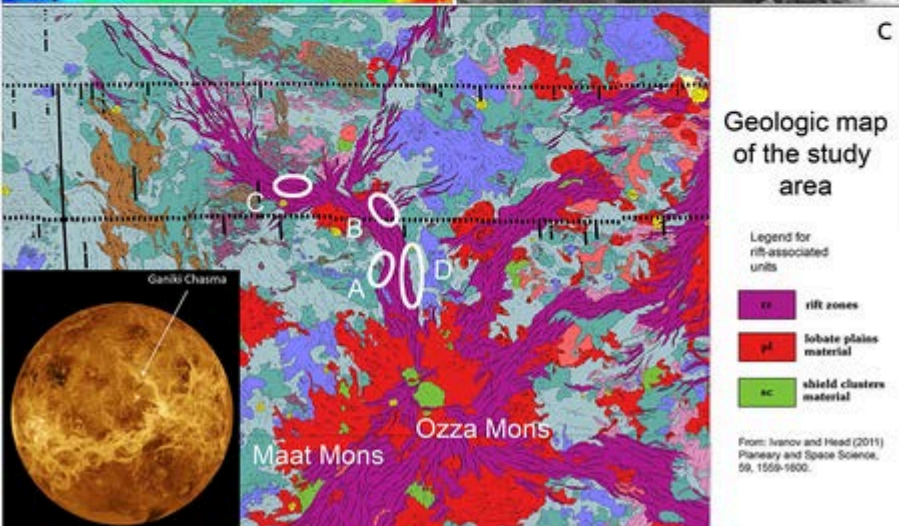 C
Geologic map
of the study
area
Legend for
rift-associated
units
rz rift zones
pl lobate plains
material
sc shield clusters
material
From: Ivanov and Head (2011)
Planeary and Space Science,
59, 1559-1600.
C
B
A
D
Ganiki Chasma
Ozza Mons
Maat Mons